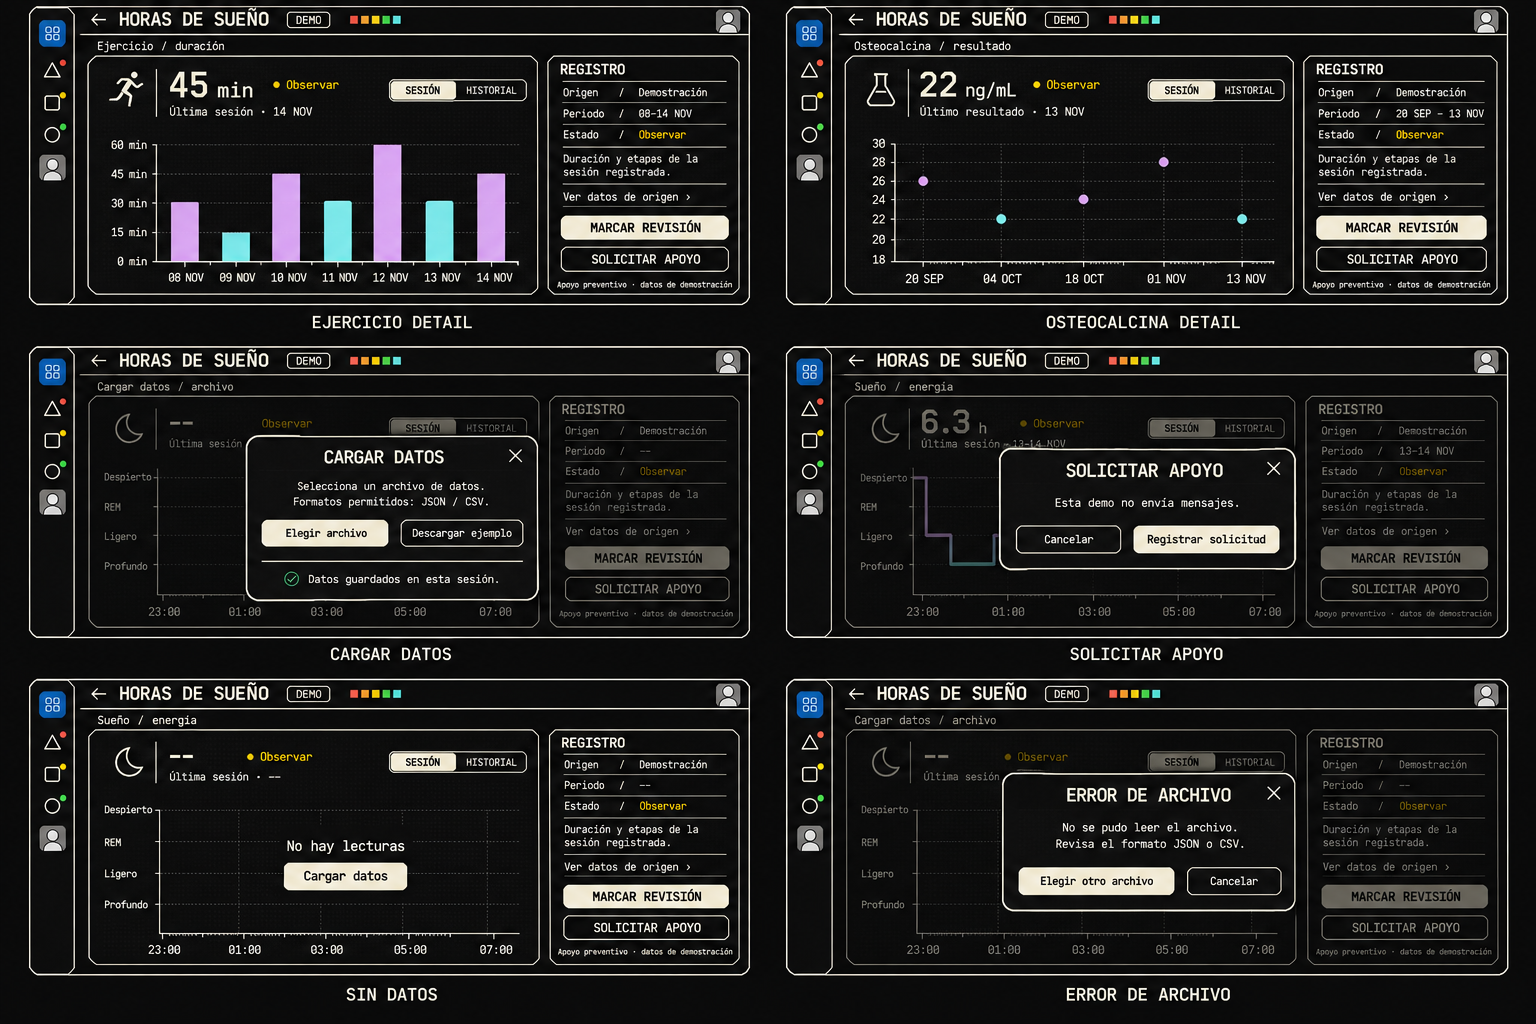 HORAS DE SUEÑO
DEMO
Ejercicio / duración
45 min
Observar
SESIÓN
HISTORIAL
Última sesión · 14 NOV
60 min
45 min
30 min
15 min
0 min
08 NOV
09 NOV
10 NOV
11 NOV
12 NOV
13 NOV
14 NOV
REGISTRO
Origen / Demostración
Periodo / 08–14 NOV
Estado / Observar
Duración y etapas de la
sesión registrada.
Ver datos de origen ›
MARCAR REVISIÓN
SOLICITAR APOYO
Apoyo preventivo · datos de demostración
EJERCICIO DETAIL
HORAS DE SUEÑO
DEMO
Osteocalcina / resultado
22 ng/mL
Observar
SESIÓN
HISTORIAL
Último resultado · 13 NOV
30
28
26
24
22
20
18
20 SEP
04 OCT
18 OCT
01 NOV
13 NOV
REGISTRO
Origen / Demostración
Periodo / 20 SEP – 13 NOV
Estado / Observar
Duración y etapas de la
sesión registrada.
Ver datos de origen ›
MARCAR REVISIÓN
SOLICITAR APOYO
Apoyo preventivo · datos de demostración
OSTEOCALCINA DETAIL
HORAS DE SUEÑO
DEMO
Cargar datos / archivo
--
Observar
SESIÓN
HISTORIAL
Última sesión
Despierto
REM
Ligero
Profundo
23:00
01:00
03:00
05:00
07:00
CARGAR DATOS
Selecciona un archivo de datos.
Formatos permitidos: JSON / CSV.
Elegir archivo
Descargar ejemplo
Datos guardados en esta sesión.
REGISTRO
Origen / Demostración
Periodo / --
Estado / Observar
Duración y etapas de la
sesión registrada.
Ver datos de origen ›
MARCAR REVISIÓN
SOLICITAR APOYO
Apoyo preventivo · datos de demostración
CARGAR DATOS
HORAS DE SUEÑO
DEMO
Sueño / energía
6.3 h
Observar
SESIÓN
HISTORIAL
Última sesión – 13–14 NOV
Despierto
REM
Ligero
Profundo
23:00
01:00
03:00
05:00
07:00
SOLICITAR APOYO
Esta demo no envía mensajes.
Cancelar
Registrar solicitud
REGISTRO
Origen / Demostración
Periodo / 13–14 NOV
Estado / Observar
Duración y etapas de la
sesión registrada.
Ver datos de origen ›
MARCAR REVISIÓN
SOLICITAR APOYO
Apoyo preventivo · datos de demostración
SOLICITAR APOYO
HORAS DE SUEÑO
DEMO
Sueño / energía
--
Observar
SESIÓN
HISTORIAL
Última sesión · --
Despierto
REM
Ligero
Profundo
No hay lecturas
Cargar datos
23:00
01:00
03:00
05:00
07:00
REGISTRO
Origen / Demostración
Periodo / --
Estado / Observar
Duración y etapas de la
sesión registrada.
Ver datos de origen ›
MARCAR REVISIÓN
SOLICITAR APOYO
Apoyo preventivo · datos de demostración
SIN DATOS
HORAS DE SUEÑO
DEMO
Cargar datos / archivo
--
Observar
SESIÓN
HISTORIAL
Última sesión
Despierto
REM
Ligero
Profundo
23:00
01:00
03:00
05:00
07:00
ERROR DE ARCHIVO
No se pudo leer el archivo.
Revisa el formato JSON o CSV.
Elegir otro archivo
Cancelar
REGISTRO
Origen / Demostración
Periodo / --
Estado / Observar
Duración y etapas de la
sesión registrada.
Ver datos de origen ›
MARCAR REVISIÓN
SOLICITAR APOYO
Apoyo preventivo · datos de demostración
ERROR DE ARCHIVO